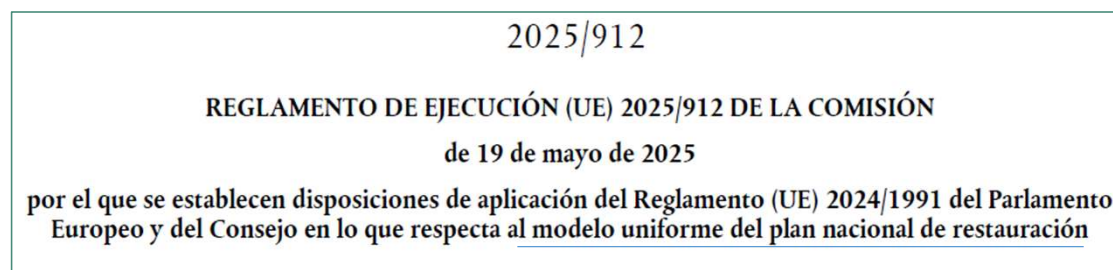 2025/912
REGLAMENTO DE EJECUCIÓN (UE) 2025/912 DE LA COMISIÓN
de 19 de mayo de 2025
por el que se establecen disposiciones de aplicación del Reglamento (UE) 2024/1991 del Parlamento
Europeo y del Consejo en lo que respecta al modelo uniforme del plan nacional de restauración